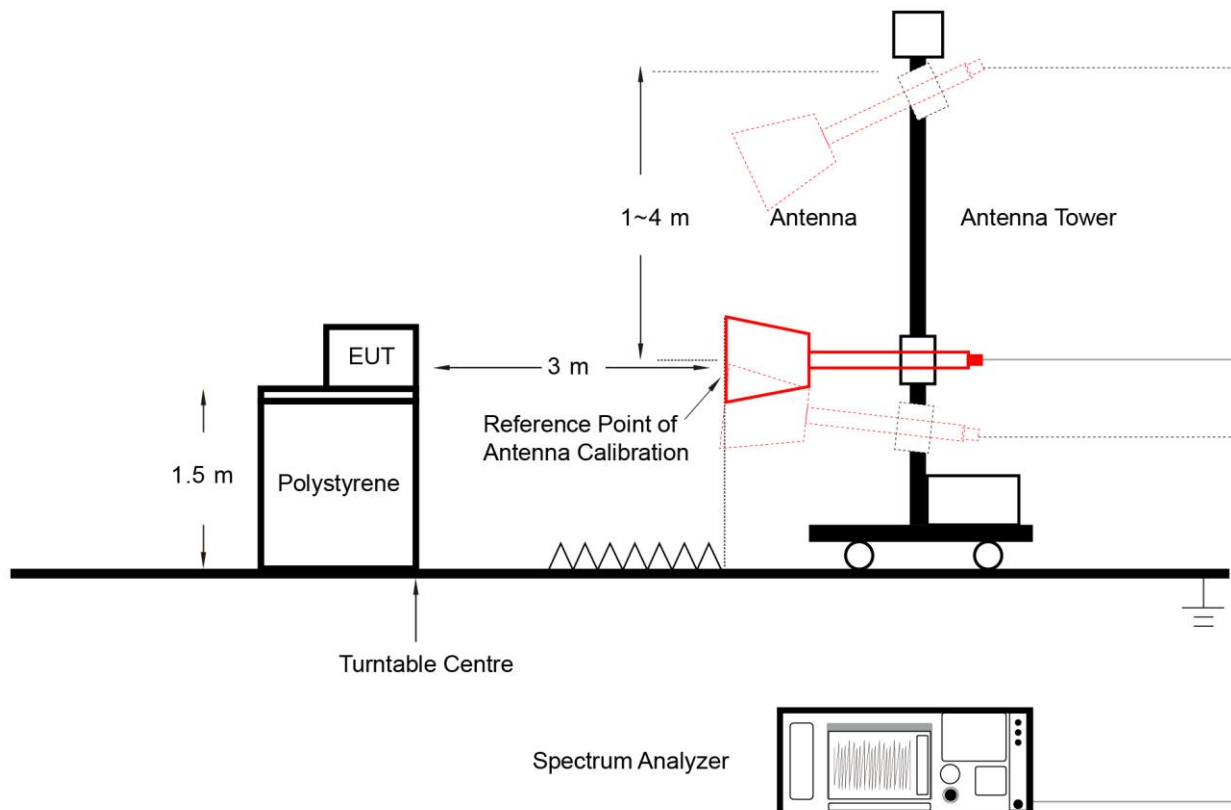 1~4 m
Antenna
Antenna Tower
EUT
3 m
Reference Point of
Antenna Calibration
1.5 m
Polystyrene
Turntable Centre
Spectrum Analyzer